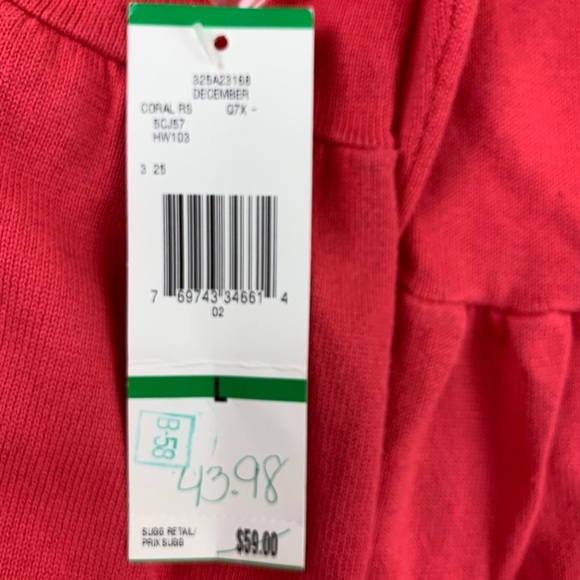 325A23168
DECEMBER
CORAL RS Q7X -
5CJ57
HW103
3 25
7 69743 34661 4
02
L
B-58
43.98
SUGG RETAIL/
PRIX SUGG
$59.00